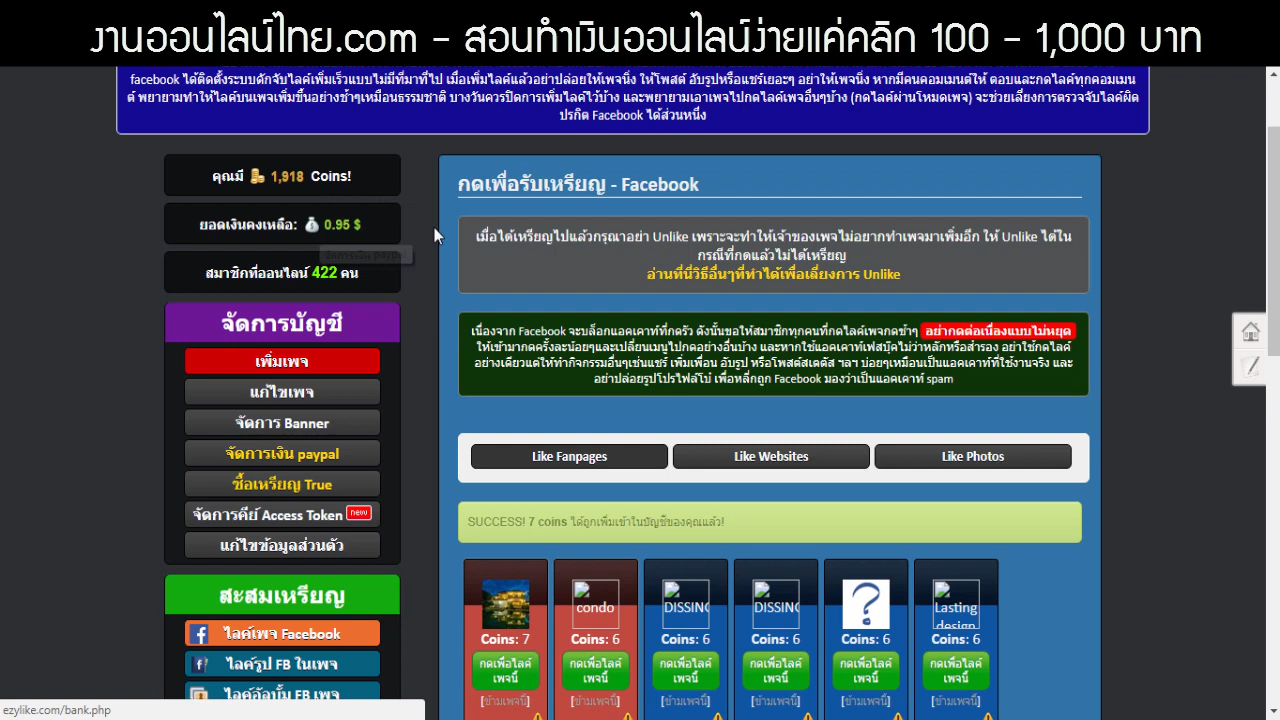 งานออนไลน์ไทย.com - สอนทำเงินออนไลน์ง่ายแค่คลิก 100 - 1,000 บาท
facebook ได้ติดตั้งระบบดักจับไลค์เพิ่มเร็วแบบไม่มีที่มาที่ไป เมื่อเพิ่มไลค์แล้วอย่าปล่อยให้เพจนิ่ง ให้โพสต์ อัปรูปหรือแชร์เยอะๆ อย่าให้เพจนิ่ง หากมีคนคอมเมนต์ให้ ตอบและกดไลค์ทุกคอมเมน
ต์ พยายามทำให้ไลค์บนเพจเพิ่มขึ้นอย่างช้าๆเหมือนธรรมชาติ บางวันควรปิดการเพิ่มไลค์ไว้บ้าง และพยายามเอาเพจไปกดไลค์เพจอื่นๆบ้าง (กดไลค์ผ่านโหมดเพจ) จะช่วยเลี่ยงการตรวจจับไลค์ผิด
ปรกิต Facebook ได้ส่วนหนึ่ง
คุณมี 1,918 Coins!
ยอดเงินคงเหลือ: 0.95 $
จัดการเงิน paypal
สมาชิกที่ออนไลน์ 422 คน
จัดการบัญชี
เพิ่มเพจ
แก้ไขเพจ
จัดการ Banner
จัดการเงิน paypal
ซื้อเหรียญ True
จัดการคีย์ Access Token new
แก้ไขข้อมูลส่วนตัว
สะสมเหรียญ
ไลค์เพจ Facebook
ไลค์รูป FB ในเพจ
ไลค์อัลบั้ม FB เพจ
กดเพื่อรับเหรียญ - Facebook
เมื่อได้เหรียญไปแล้วกรุณาอย่า Unlike เพราะจะทำให้เจ้าของเพจไม่อยากทำเพจมาเพิ่มอีก ให้ Unlike ได้ใน
กรณีที่กดแล้วไม่ได้เหรียญ
อ่านที่นี่วิธีอื่นๆที่ทำได้เพื่อเลี่ยงการ Unlike
เนื่องจาก Facebook จะบล็อกแอคเคาท์ที่กดรัว ดังนั้นขอให้สมาชิกทุกคนที่กดไลค์เพจกดช้าๆ อย่ากดต่อเนื่องแบบไม่หยุด
ให้เข้ามากดครั้งละน้อยๆและเปลี่ยนเมนูไปกดอย่างอื่นบ้าง และหากใช้แอคเคาท์เฟสบุ๊คไม่ว่าหลักหรือสำรอง อย่าใช้กดไลค์
อย่างเดียวแต่ให้ทำกิจกรรมอื่นๆเช่นแชร์ เพิ่มเพื่อน อับรูป หรือโพสต์สเตตัส ฯลฯ บ่อยๆเหมือนเป็นแอคเคาท์ที่ใช้งานจริง และ
อย่าปล่อยรูปโปรไฟล์โบ๋ เพื่อหลีกถูก Facebook มองว่าเป็นแอคเคาท์ spam
Like Fanpages
Like Websites
Like Photos
SUCCESS! 7 coins ได้ถูกเพิ่มเข้าในบัญชีของคุณแล้ว!
condo
DISSINC
DISSINC
Lasting
design
Coins: 7
Coins: 6
Coins: 6
Coins: 6
Coins: 6
Coins: 6
กดเพื่อไลค์
เพจนี้
กดเพื่อไลค์
เพจนี้
กดเพื่อไลค์
เพจนี้
กดเพื่อไลค์
เพจนี้
กดเพื่อไลค์
เพจนี้
กดเพื่อไลค์
เพจนี้
[ข้ามเพจนี้]
[ข้ามเพจนี้]
[ข้ามเพจนี้]
[ข้ามเพจนี้]
[ข้ามเพจนี้]
[ข้ามเพจนี้]
ezylike.com/bank.php